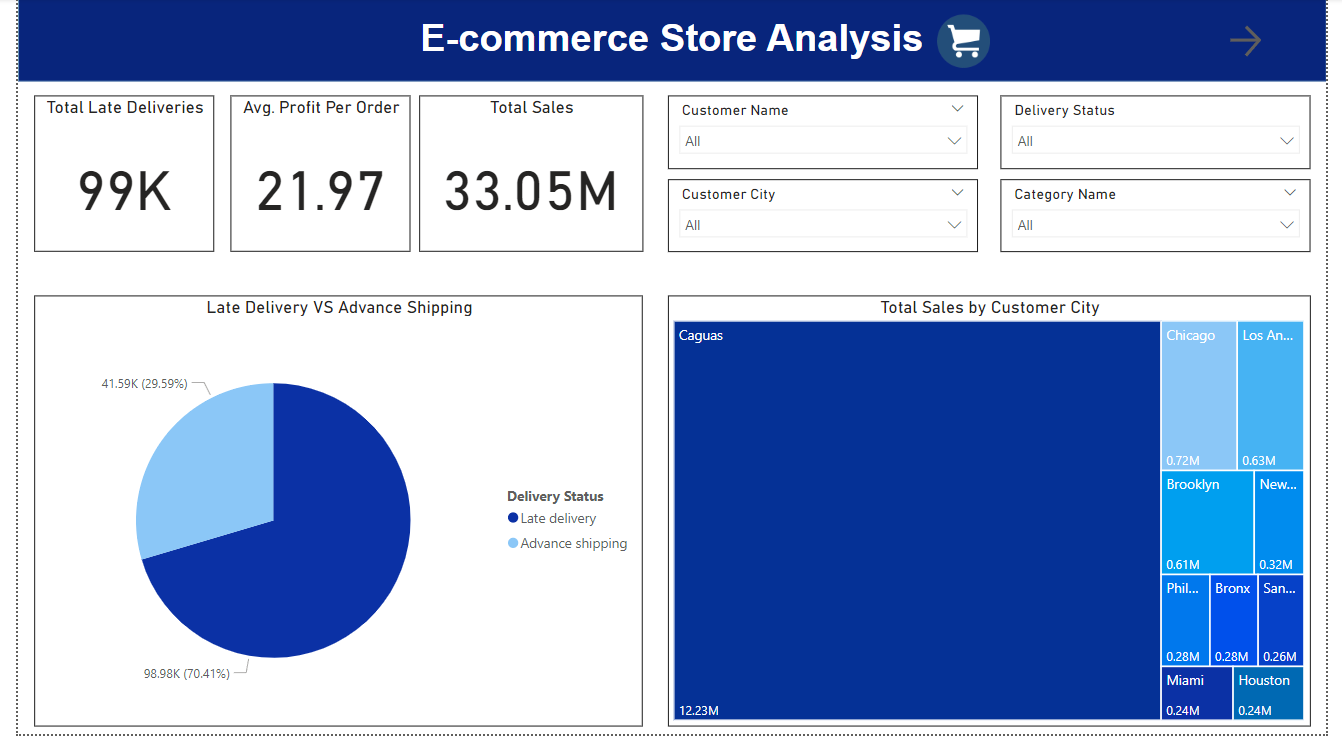 E-commerce Store Analysis
Total Late Deliveries
99K
Avg. Profit Per Order
21.97
Total Sales
33.05M
Customer Name
All
Delivery Status
All
Customer City
All
Category Name
All
Late Delivery VS Advance Shipping
41.59K (29.59%)
98.98K (70.41%)
Delivery Status
Late delivery
Advance shipping
Total Sales by Customer City
Caguas
12.23M
Chicago
0.72M
Los An...
0.63M
Brooklyn
0.61M
New...
0.32M
Phil...
0.28M
Bronx
0.28M
San...
0.26M
Miami
0.24M
Houston
0.24M